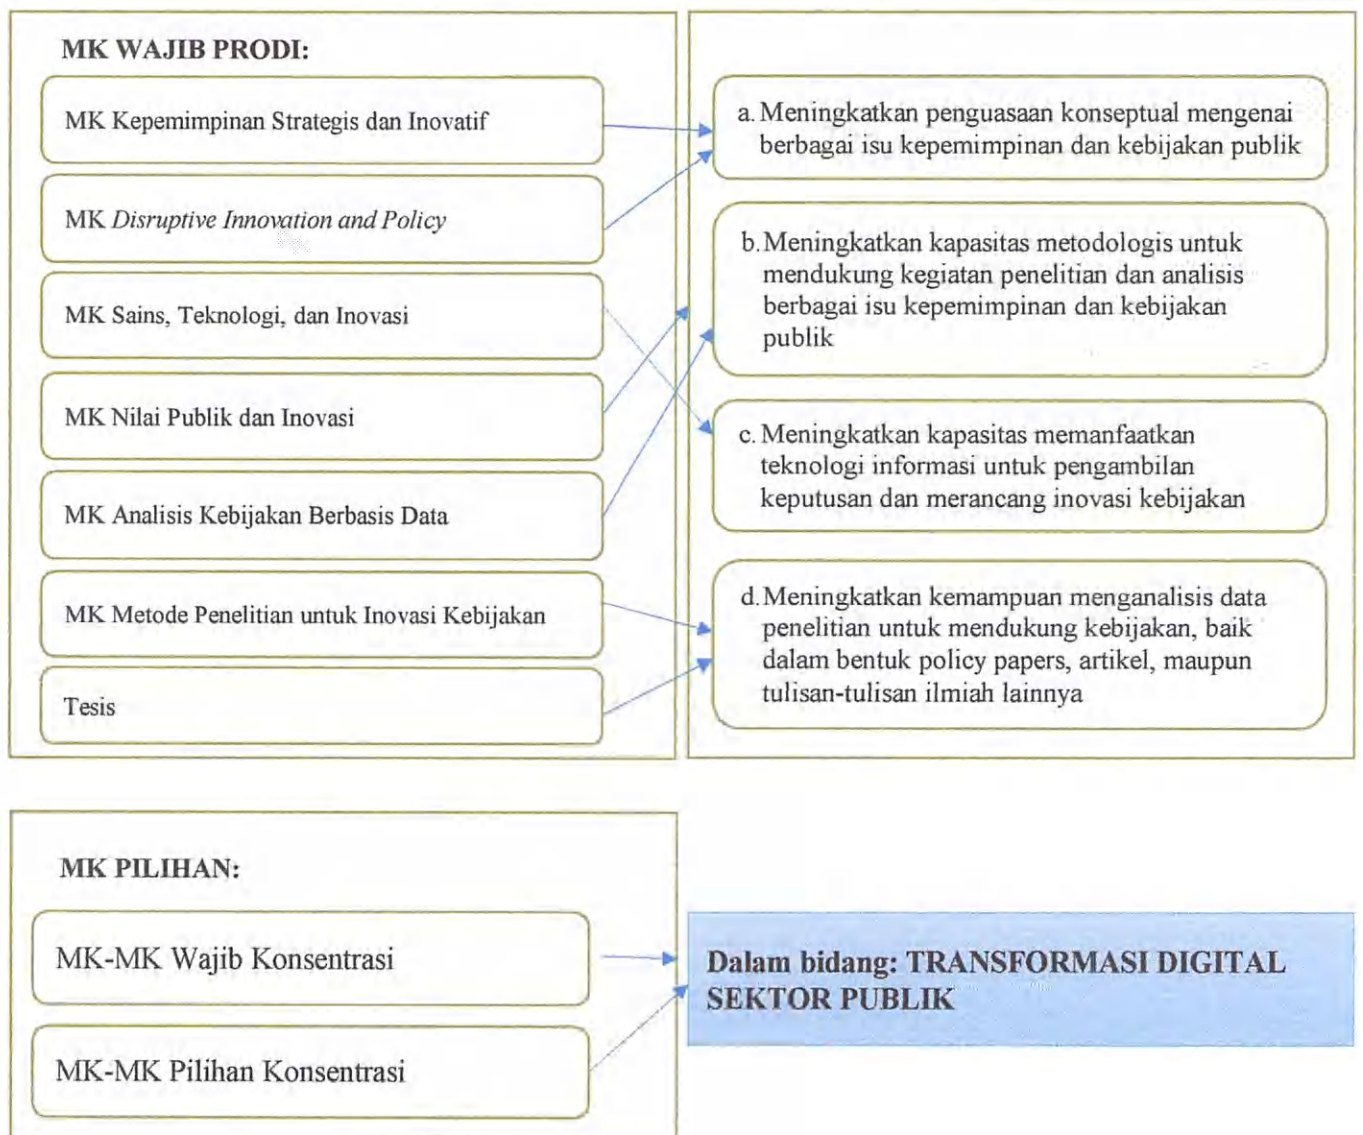 MK WAJIB PRODI:
MK Kepemimpinan Strategis dan Inovatif
MK Disruptive Innovation and Policy
MK Sains, Teknologi, dan Inovasi
MK Nilai Publik dan Inovasi
MK Analisis Kebijakan Berbasis Data
MK Metode Penelitian untuk Inovasi Kebijakan
Tesis
a. Meningkatkan penguasaan konseptual mengenai
berbagai isu kepemimpinan dan kebijakan publik
b. Meningkatkan kapasitas metodologis untuk
mendukung kegiatan penelitian dan analisis
berbagai isu kepemimpinan dan kebijakan
publik
c. Meningkatkan kapasitas memanfaatkan
teknologi informasi untuk pengambilan
keputusan dan merancang inovasi kebijakan
d. Meningkatkan kemampuan menganalisis data
penelitian untuk mendukung kebijakan, baik
dalam bentuk policy papers, artikel, maupun
tulisan-tulisan ilmiah lainnya
MK PILIHAN:
MK-MK Wajib Konsentrasi
MK-MK Pilihan Konsentrasi
Dalam bidang: TRANSFORMASI DIGITAL
SEKTOR PUBLIK